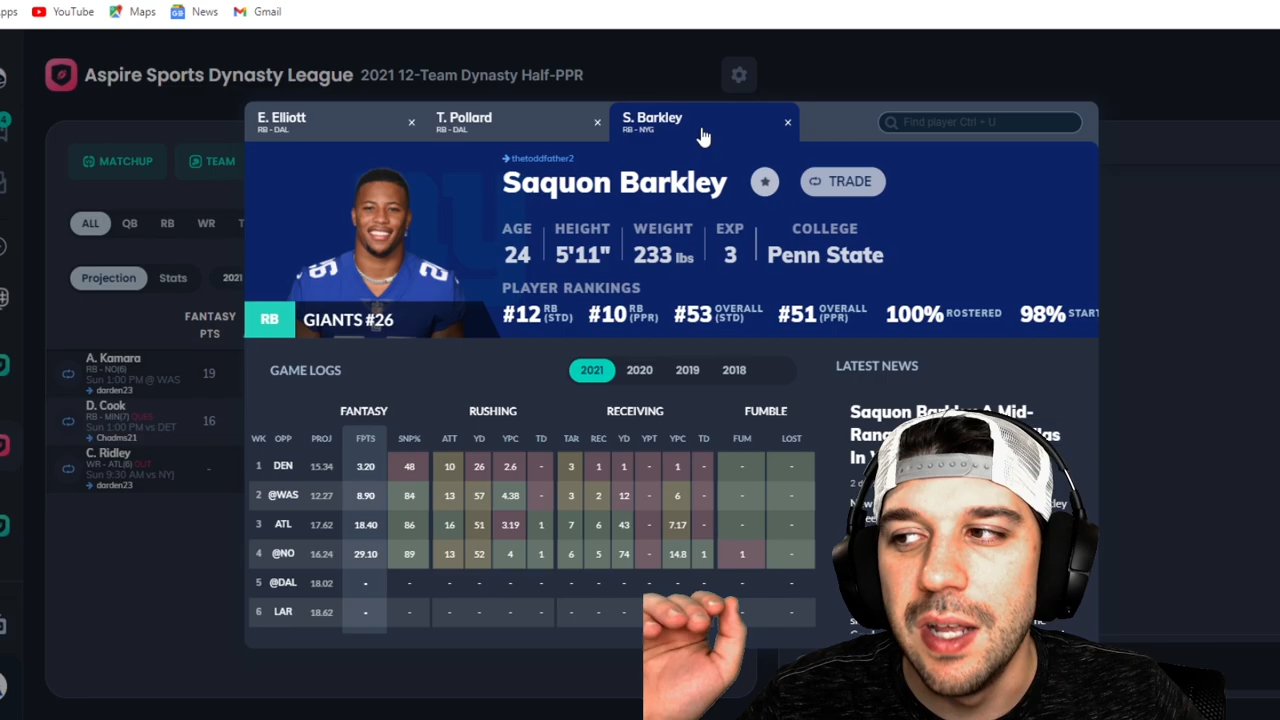 pps YouTube Maps News Gmail
Aspire Sports Dynasty League 2021 12-Team Dynasty Half-PPR
E. Elliott
RB - DAL
T. Pollard
RB - DAL
S. Barkley
RB - NYG
Find player Ctrl + U
MATCHUP TEAM
ALL QB RB WR T
Projection Stats 2021
FANTASY
PTS
A. Kamara
RB - NO(6)
Sun 1:00 PM @ WAS
darden23
19
D. Cook
RB - MIN(7) QUES
Sun 1:00 PM vs DET
Chadms21
16
C. Ridley
WR - ATL(6) OUT
Sun 9:30 AM vs NYJ
darden23
-
thetoddfather2
Saquon Barkley
TRADE
AGE HEIGHT WEIGHT EXP COLLEGE
24 5'11" 233 lbs 3 Penn State
PLAYER RANKINGS
#12 RB (STD) #10 RB (PPR) #53 OVERALL (STD) #51 OVERALL (PPR) 100% ROSTERED 98% START
RB GIANTS #26
GAME LOGS 2021 2020 2019 2018
FANTASY RUSHING RECEIVING FUMBLE
WK OPP PROJ FPTS SNP% ATT YD YPC TD TAR REC YD YPT YPC TD FUM LOST
1 DEN 15.34 3.20 48 10 26 2.6 - 3 1 1 - 1 - - -
2 @WAS 12.27 8.90 84 13 57 4.38 - 3 2 12 - 6 - - -
3 ATL 17.62 18.40 86 16 51 3.19 1 7 6 43 - 7.17 - - -
4 @NO 16.24 29.10 89 13 52 4 1 6 5 74 - 14.8 1 1 -
5 @DAL 18.02 - - - - - - - - - - - - - -
6 LAR 18.62 - - - - - - - - - - - - - -
LATEST NEWS
Saquon Barkley A Mid-
Ran
In
2 d